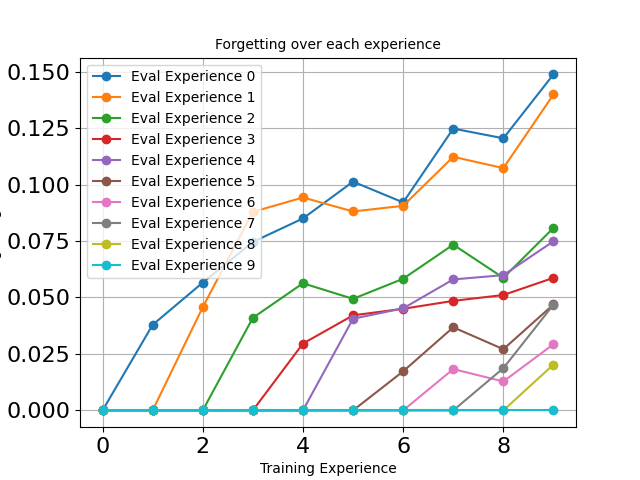 Forgetting over each experience
0.150
0.125
0.100
0.075
0.050
0.025
0.000
Eval Experience 0
Eval Experience 1
Eval Experience 2
Eval Experience 3
Eval Experience 4
Eval Experience 5
Eval Experience 6
Eval Experience 7
Eval Experience 8
Eval Experience 9
0 2 4 6 8
Training Experience